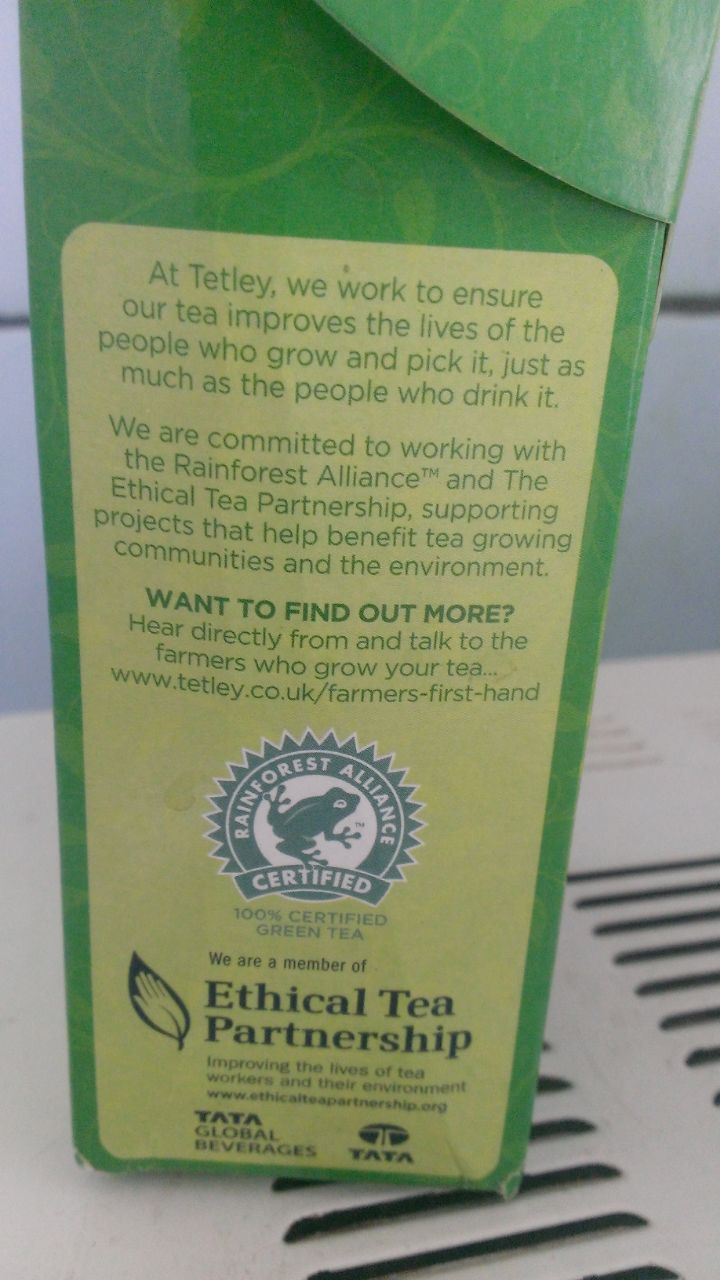 At Tetley, we work to ensure
our tea improves the lives of the
people who grow and pick it, just as
much as the people who drink it.
We are committed to working with
the Rainforest Alliance™ and The
Ethical Tea Partnership, supporting
projects that help benefit tea growing
communities and the environment.
WANT TO FIND OUT MORE?
Hear directly from and talk to the
farmers who grow your tea...
www.tetley.co.uk/farmers-first-hand
RAINFOREST ALLIANCE
TM
CERTIFIED
100% CERTIFIED
GREEN TEA
We are a member of
Ethical Tea
Partnership
Improving the lives of tea
workers and their environment
www.ethicalteapartnership.org
TATA
GLOBAL
BEVERAGES
TATA